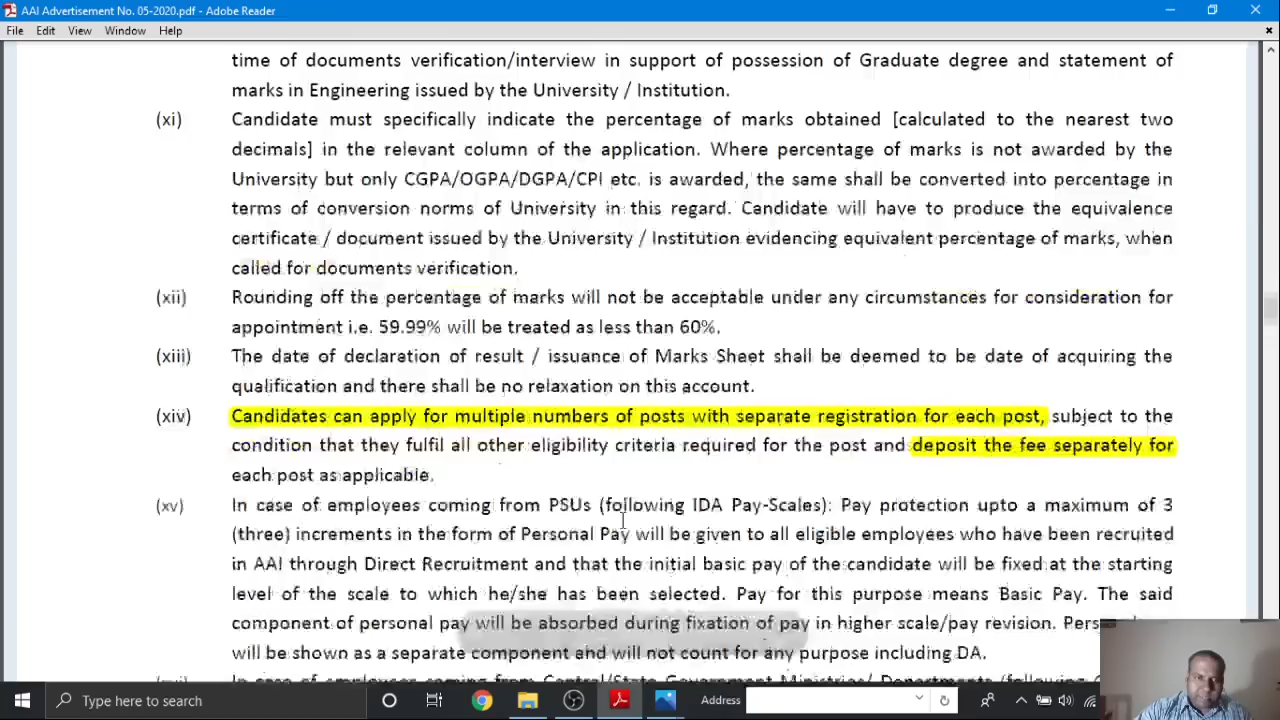 AAI Advertisement No. 05-2020.pdf - Adobe Reader
File Edit View Window Help
time of documents verification/interview in support of possession of Graduate degree and statement of
marks in Engineering issued by the University / Institution.
(xi) Candidate must specifically indicate the percentage of marks obtained [calculated to the nearest two
decimals] in the relevant column of the application. Where percentage of marks is not awarded by the
University but only CGPA/OGPA/DGPA/CPI etc. is awarded, the same shall be converted into percentage in
terms of conversion norms of University in this regard. Candidate will have to produce the equivalence
certificate / document issued by the University / Institution evidencing equivalent percentage of marks, when
called for documents verification.
(xii) Rounding off the percentage of marks will not be acceptable under any circumstances for consideration for
appointment i.e. 59.99% will be treated as less than 60%.
(xiii) The date of declaration of result / issuance of Marks Sheet shall be deemed to be date of acquiring the
qualification and there shall be no relaxation on this account.
(xiv) Candidates can apply for multiple numbers of posts with separate registration for each post, subject to the
condition that they fulfil all other eligibility criteria required for the post and deposit the fee separately for
each post as applicable.
(xv) In case of employees coming from PSUs (following IDA Pay-Scales): Pay protection upto a maximum of 3
(three) increments in the form of Personal Pay will be given to all eligible employees who have been recruited
in AAI through Direct Recruitment and that the initial basic pay of the candidate will be fixed at the starting
level of the scale to which he/she has been selected. Pay for this purpose means Basic Pay. The said
component of personal pay will be absorbed during fixation of pay in higher scale/pay revision.
will be shown as a separate component and will not count for any purpose including DA.
In case of employees coming from Central/State Government Ministries/ Departments (following
Type here to search Address